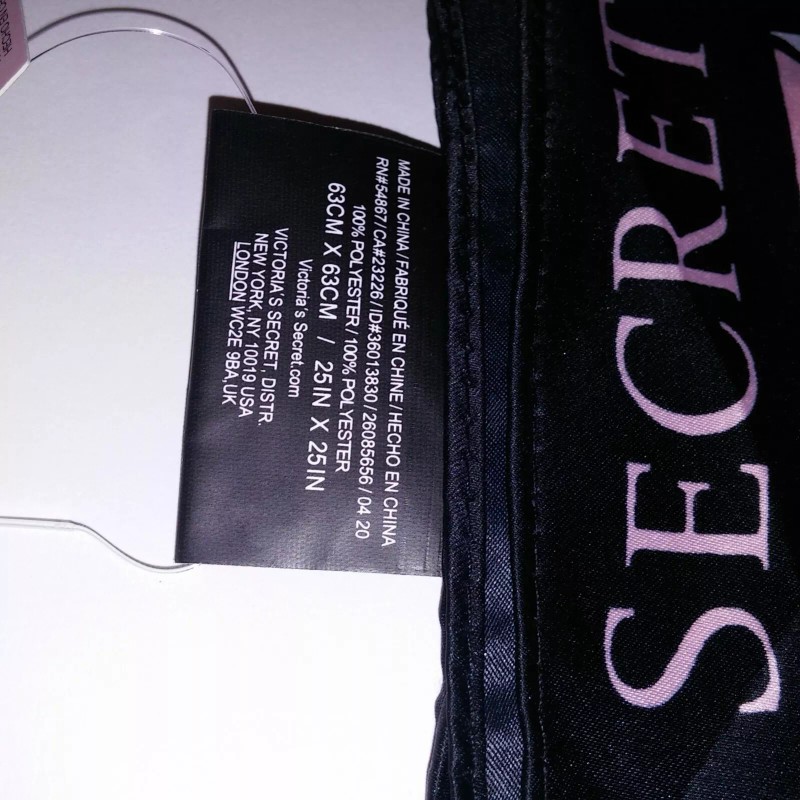 MADE IN CHINA / FABRIQUÉ EN CHINE / HECHO EN CHINA
RN#54867 / CA#23226 / ID#36013830 / 26085656 / 04 20
100% POLYESTER / 100% POLYESTER
63CM X 63CM / 25IN X 25IN
Victoria's Secret.com
VICTORIA'S SECRET, DISTR.
NEW YORK, NY 10019 USA
LONDON WC2E 9BA,UK
SECRET